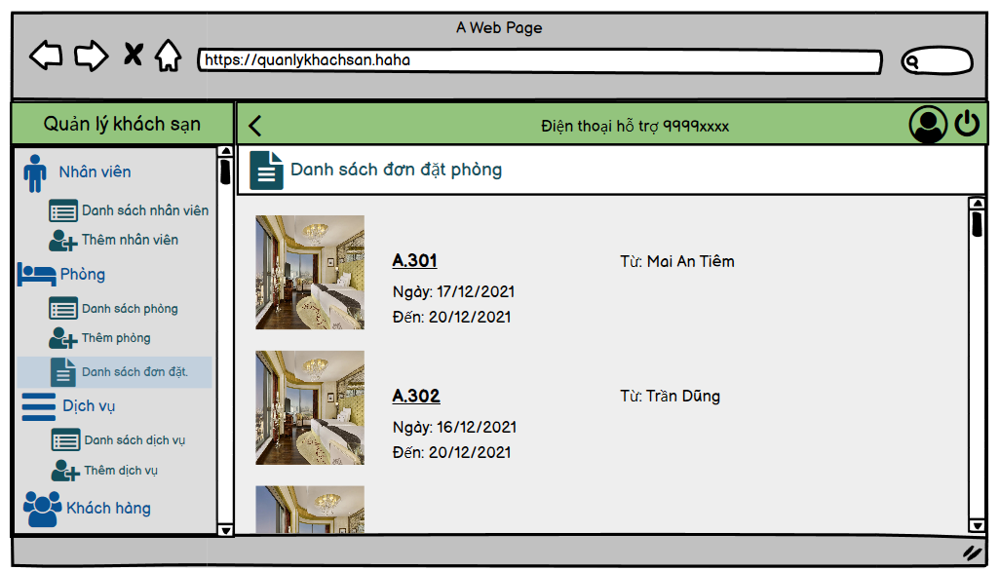 A Web Page
https://quanlykhachsan.haha
Quản lý khách sạn
Điện thoại hỗ trợ 9999xxxx
Nhân viên
Danh sách nhân viên
Thêm nhân viên
Phòng
Danh sách phòng
Thêm phòng
Danh sách đơn đặt.
Dịch vụ
Danh sách dịch vụ
Thêm dịch vụ
Khách hàng
Danh sách đơn đặt phòng
A.301
Từ: Mai An Tiêm
Ngày: 17/12/2021
Đến: 20/12/2021
A.302
Từ: Trần Dũng
Ngày: 16/12/2021
Đến: 20/12/2021